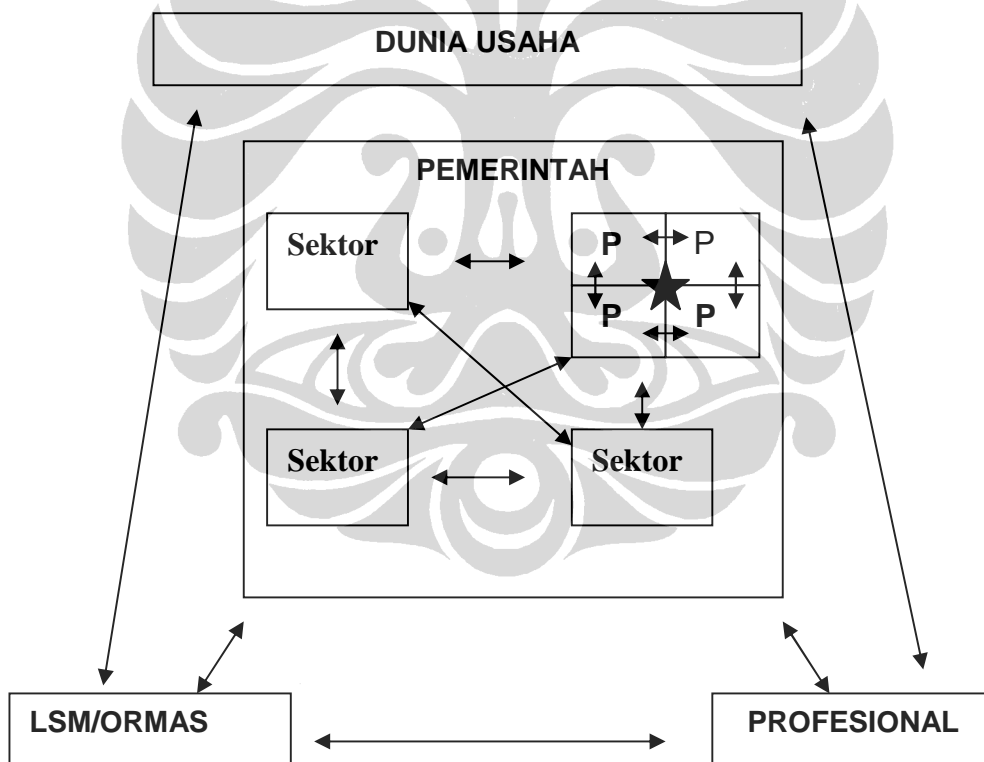 DUNIA USAHA
PEMERINTAH
Sektor
P P
P P
Sektor
Sektor
LSM/ORMAS
PROFESIONAL